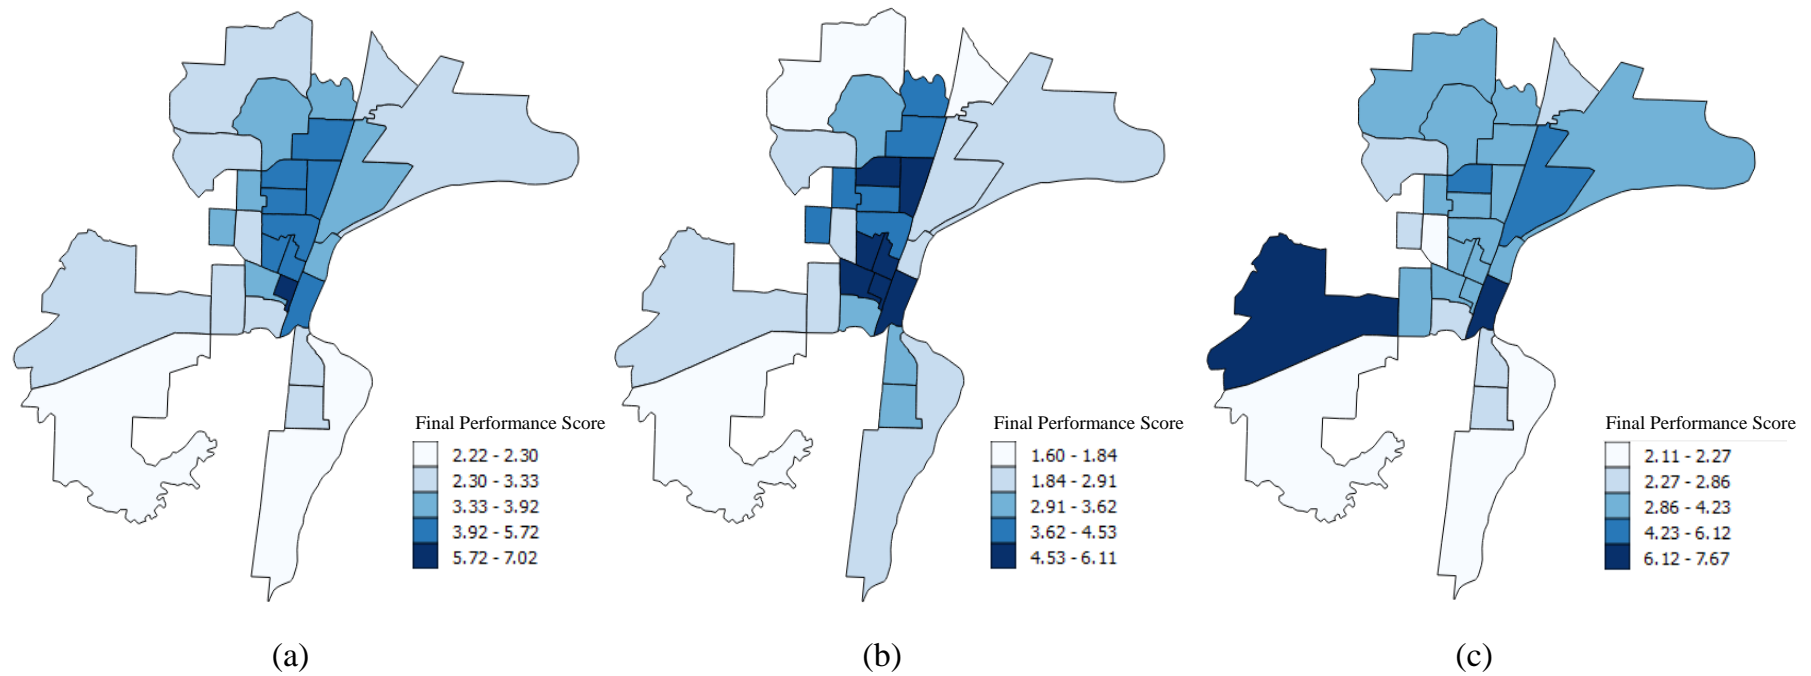 Final Performance Score
2.22 - 2.30
2.30 - 3.33
3.33 - 3.92
3.92 - 5.72
5.72 - 7.02
(a)
Final Performance Score
1.60 - 1.84
1.84 - 2.91
2.91 - 3.62
3.62 - 4.53
4.53 - 6.11
(b)
Final Performance Score
2.11 - 2.27
2.27 - 2.86
2.86 - 4.23
4.23 - 6.12
6.12 - 7.67
(c)